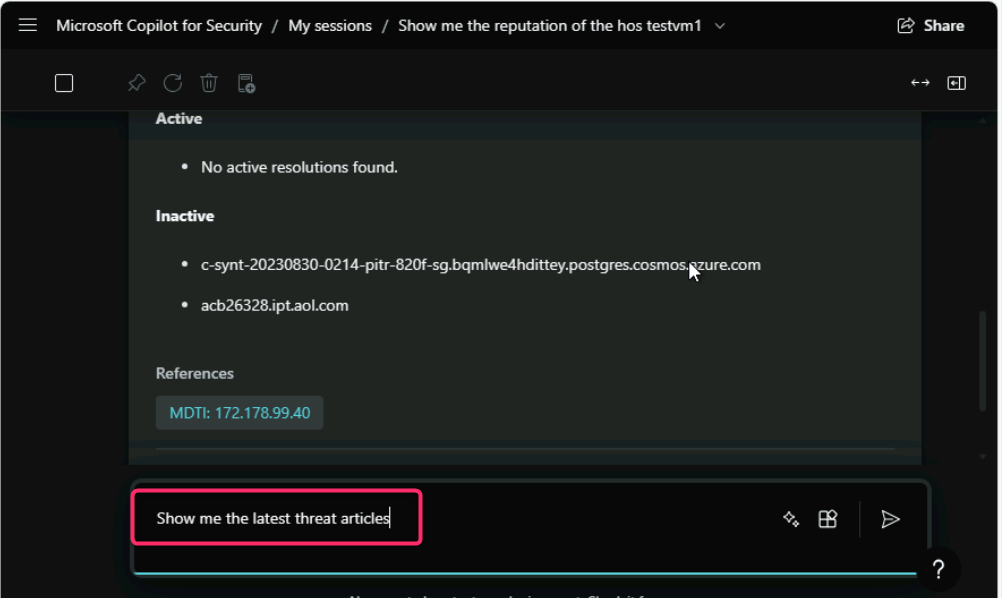 Microsoft Copilot for Security / My sessions / Show me the reputation of the hos testvm1
Share
Active
• No active resolutions found.
Inactive
• c-synt-20230830-0214-pitr-820f-sg.bqmlwe4hdittey.postgres.cosmos.azure.com
• acb26328.ipt.aol.com
References
MDTI: 172.178.99.40
Show me the latest threat articles
?